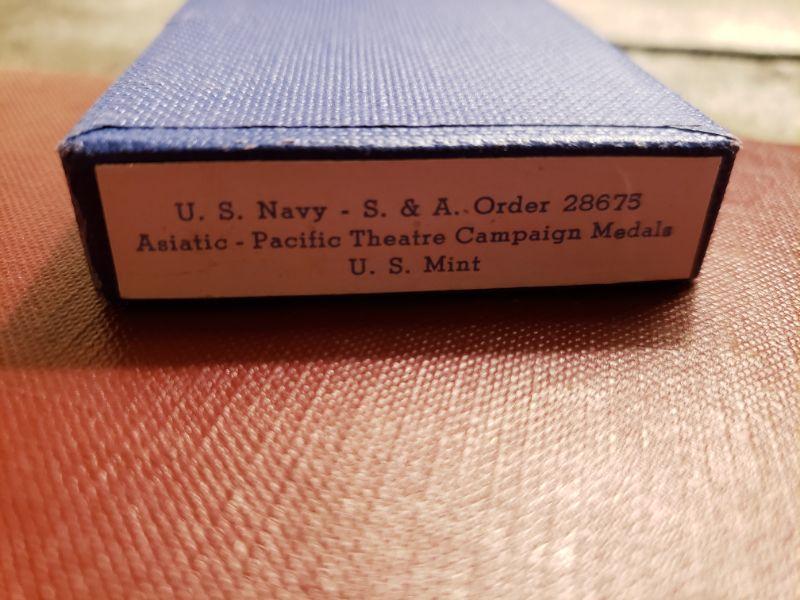 U. S. Navy - S. & A. Order 28675
Asiatic - Pacific Theatre Campaign Medals
U. S. Mint